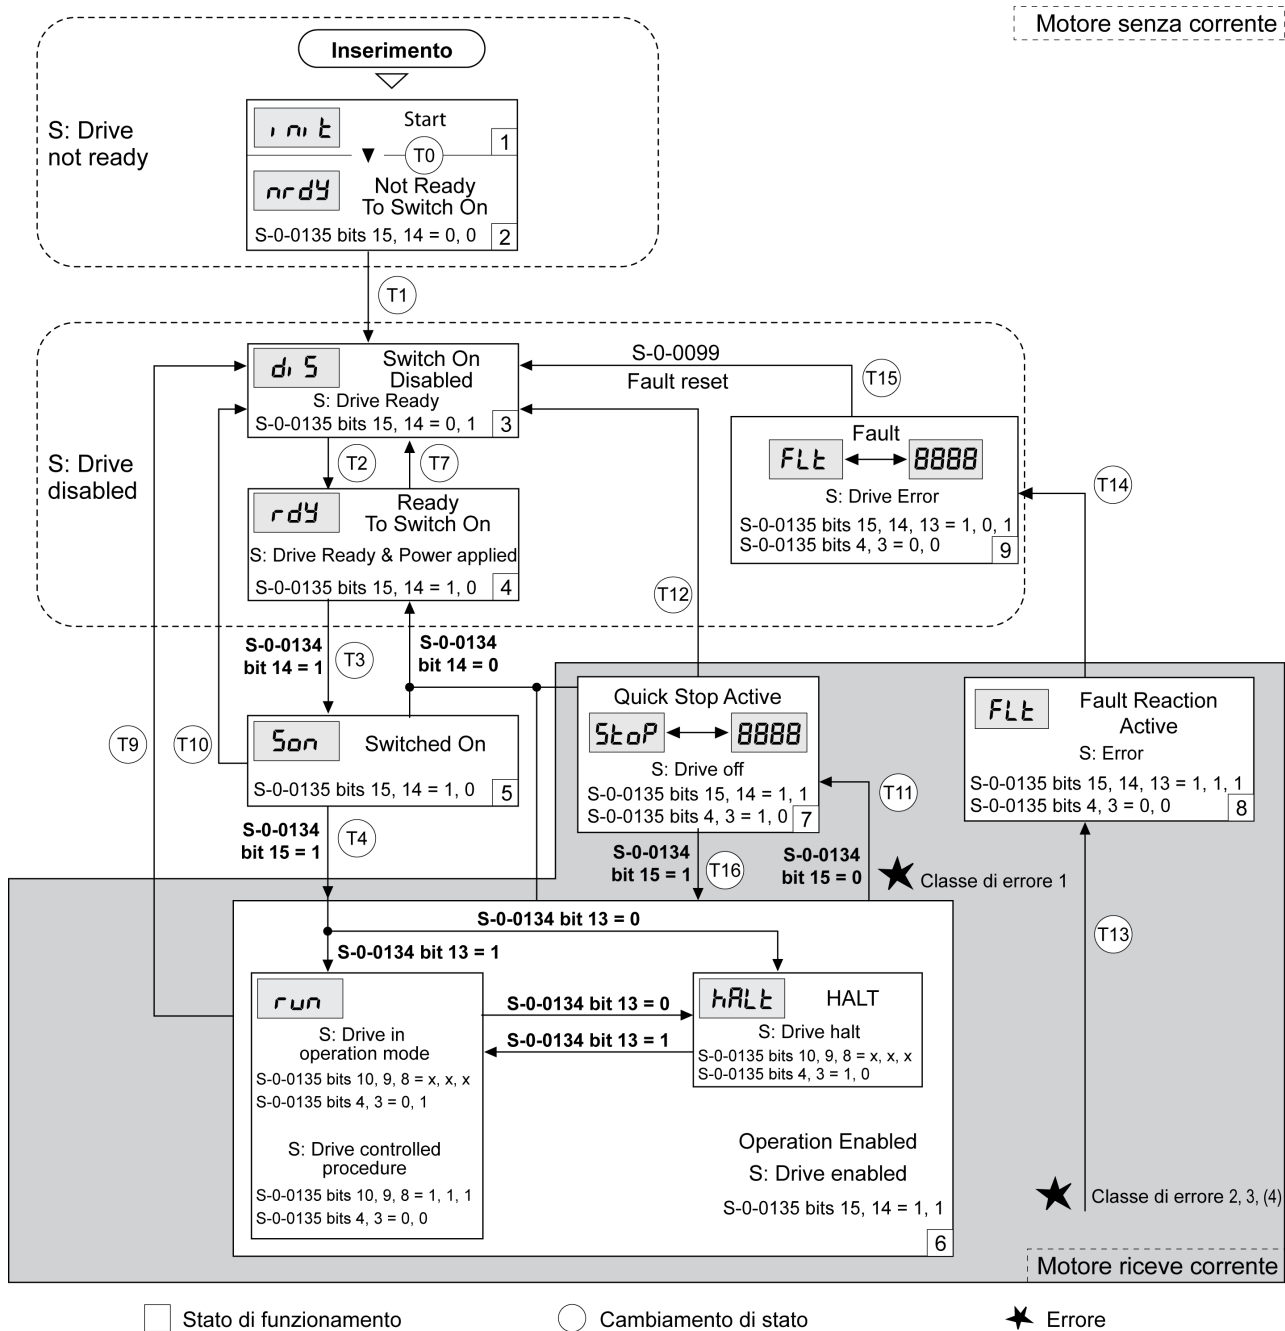 Motore senza corrente
Inserimento
S: Drive
not ready
init
Start
1
T0
nrdy
Not Ready
To Switch On
S-0-0135 bits 15, 14 = 0, 0
2
T1
S: Drive
disabled
diS
Switch On
Disabled
S: Drive Ready
S-0-0135 bits 15, 14 = 0, 1
3
S-0-0099
Fault reset
T15
T2
T7
Fault
FLt
8888
S: Drive Error
S-0-0135 bits 15, 14, 13 = 1, 0, 1
S-0-0135 bits 4, 3 = 0, 0
9
T14
rdy
Ready
To Switch On
S: Drive Ready & Power applied
S-0-0135 bits 15, 14 = 1, 0
4
T12
S-0-0134
bit 14 = 1
T3
S-0-0134
bit 14 = 0
T9
T10
Son
Switched On
S-0-0135 bits 15, 14 = 1, 0
5
Quick Stop Active
StoP
8888
S: Drive off
S-0-0135 bits 15, 14 = 1, 1
S-0-0135 bits 4, 3 = 1, 0
7
T11
FLt
Fault Reaction
Active
S: Error
S-0-0135 bits 15, 14, 13 = 1, 1, 1
S-0-0135 bits 4, 3 = 0, 0
8
S-0-0134
bit 15 = 1
T4
S-0-0134
bit 15 = 1
T16
S-0-0134
bit 15 = 0
Classe di errore 1
T13
S-0-0134 bit 13 = 0
S-0-0134 bit 13 = 1
run
S: Drive in
operation mode
S-0-0135 bits 10, 9, 8 = x, x, x
S-0-0135 bits 4, 3 = 0, 1
S: Drive controlled
procedure
S-0-0135 bits 10, 9, 8 = 1, 1, 1
S-0-0135 bits 4, 3 = 0, 0
S-0-0134 bit 13 = 0
S-0-0134 bit 13 = 1
hALt
HALT
S: Drive halt
S-0-0135 bits 10, 9, 8 = x, x, x
S-0-0135 bits 4, 3 = 1, 0
Operation Enabled
S: Drive enabled
S-0-0135 bits 15, 14 = 1, 1
6
Classe di errore 2, 3, (4)
Motore riceve corrente
Stato di funzionamento
Cambiamento di stato
Errore